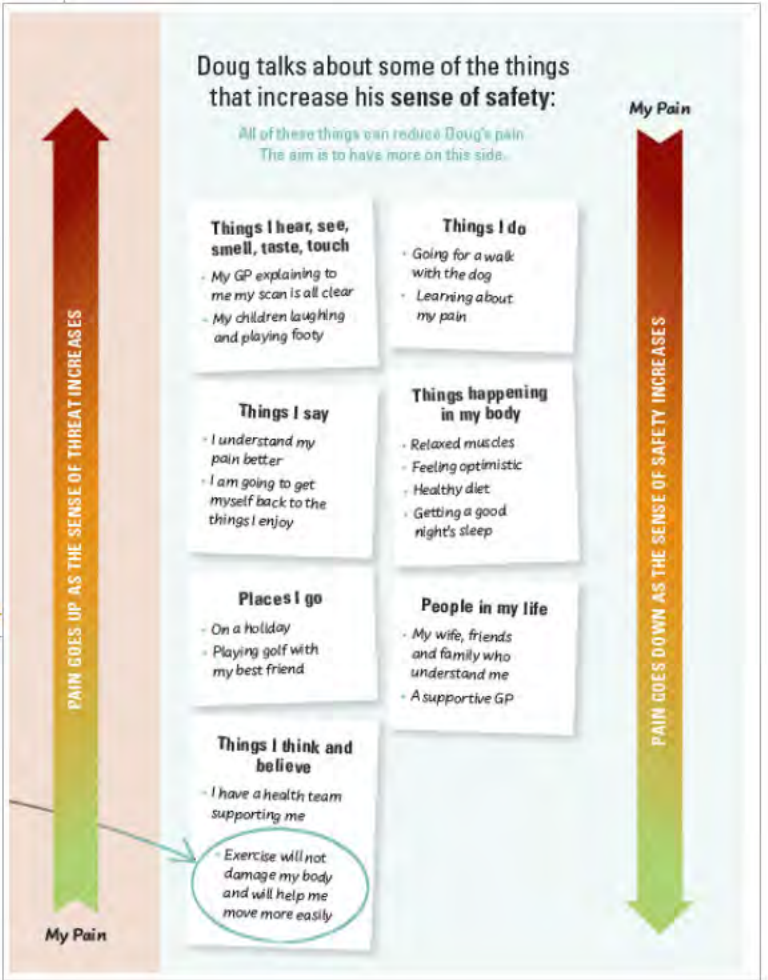 Doug talks about some of the things
that increase his sense of safety:
All of these things can reduce Doug's pain
The aim is to have more on this side.
My Pain
PAIN GOES UP AS THE SENSE OF THREAT INCREASES
My Pain
Things I hear, see,
smell, taste, touch
- My GP explaining to
me my scan is all clear
- My children laughing
and playing footy
Things I do
- Going for a walk
with the dog
- Learning about
my pain
Things I say
- I understand my
pain better
- I am going to get
myself back to the
things I enjoy
Things happening
in my body
- Relaxed muscles
- Feeling optimistic
- Healthy diet
- Getting a good
night's sleep
Places I go
- On a holiday
- Playing golf with
my best friend
People in my life
- My wife, friends
and family who
understand me
- A supportive GP
Things I think and
believe
- I have a health team
supporting me
- Exercise will not
damage my body
and will help me
move more easily
PAIN GOES DOWN AS THE SENSE OF SAFETY INCREASES